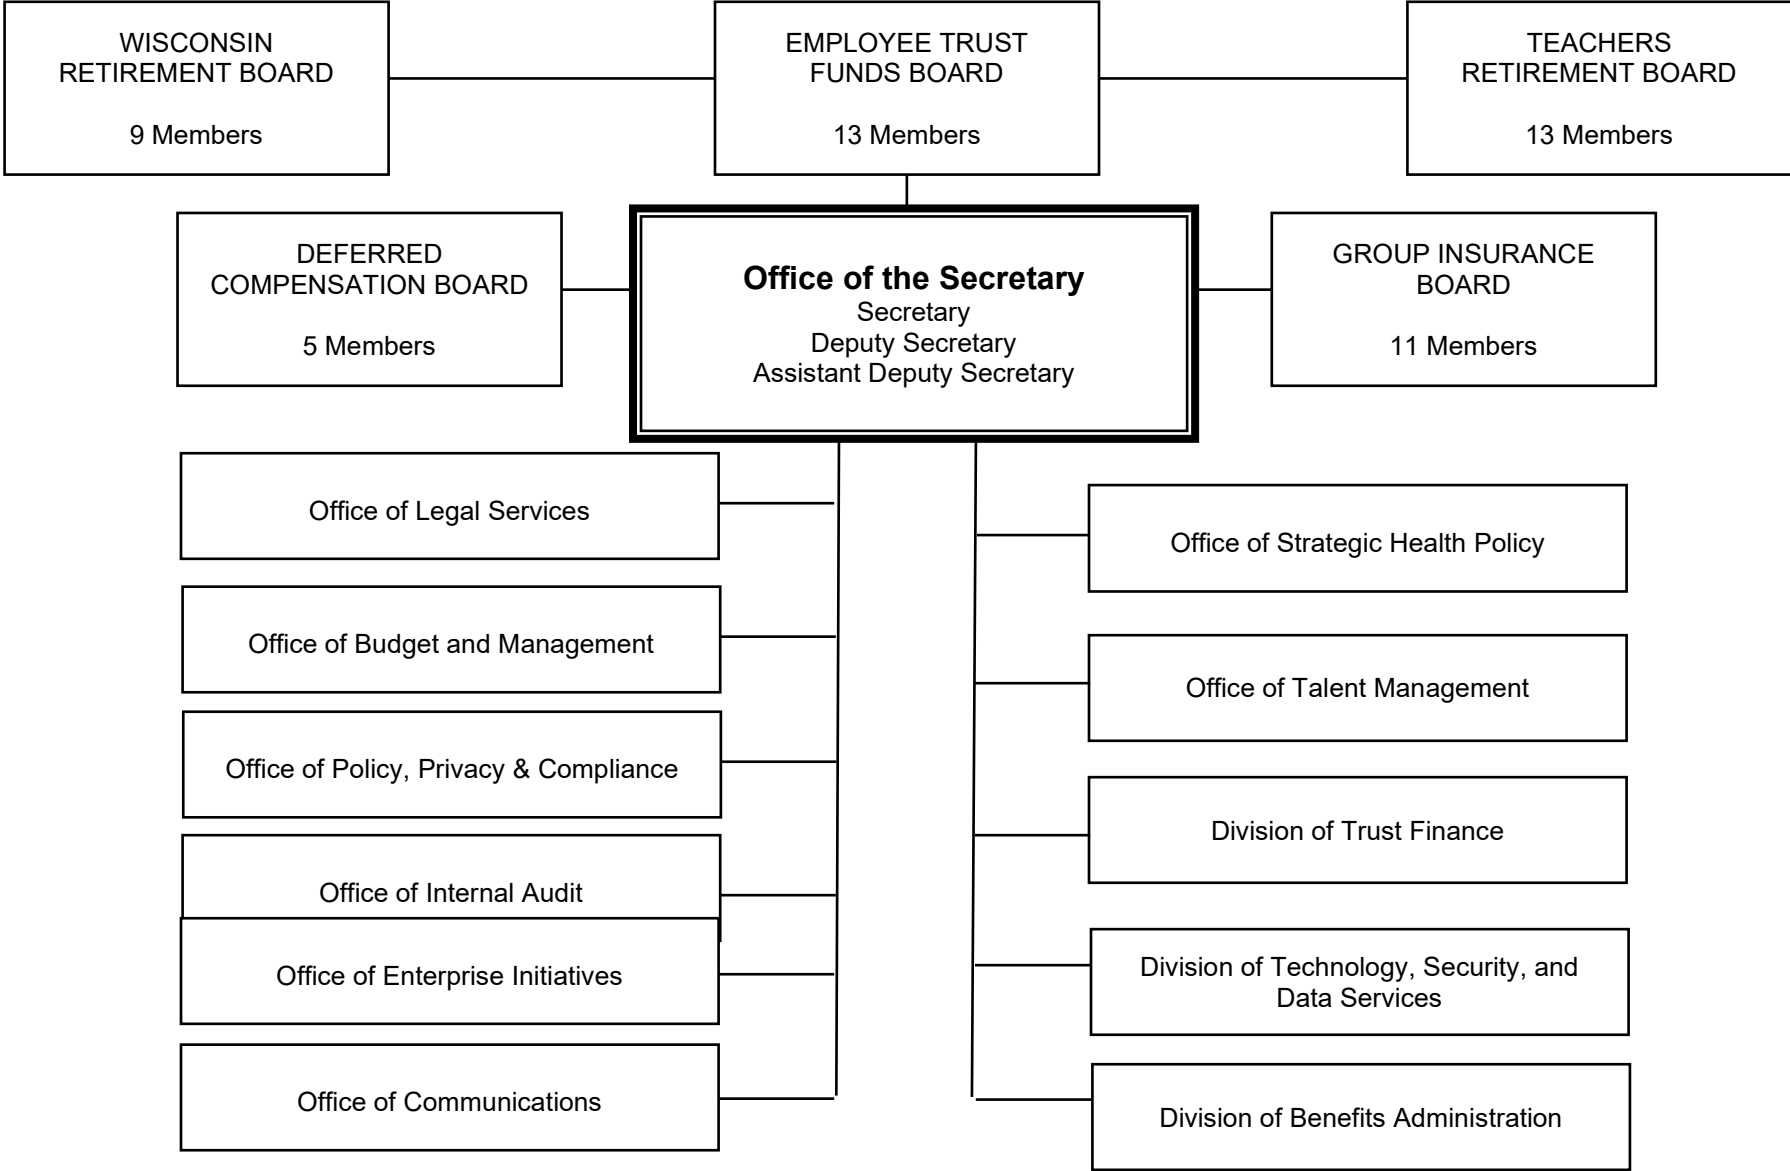 WISCONSIN
RETIREMENT BOARD
9 Members
EMPLOYEE TRUST
FUNDS BOARD
13 Members
TEACHERS
RETIREMENT BOARD
13 Members
DEFERRED
COMPENSATION BOARD
5 Members
Office of the Secretary
Secretary
Deputy Secretary
Assistant Deputy Secretary
GROUP INSURANCE
BOARD
11 Members
Office of Legal Services
Office of Budget and Management
Office of Policy, Privacy & Compliance
Office of Internal Audit
Office of Enterprise Initiatives
Office of Communications
Office of Strategic Health Policy
Office of Talent Management
Division of Trust Finance
Division of Technology, Security, and
Data Services
Division of Benefits Administration